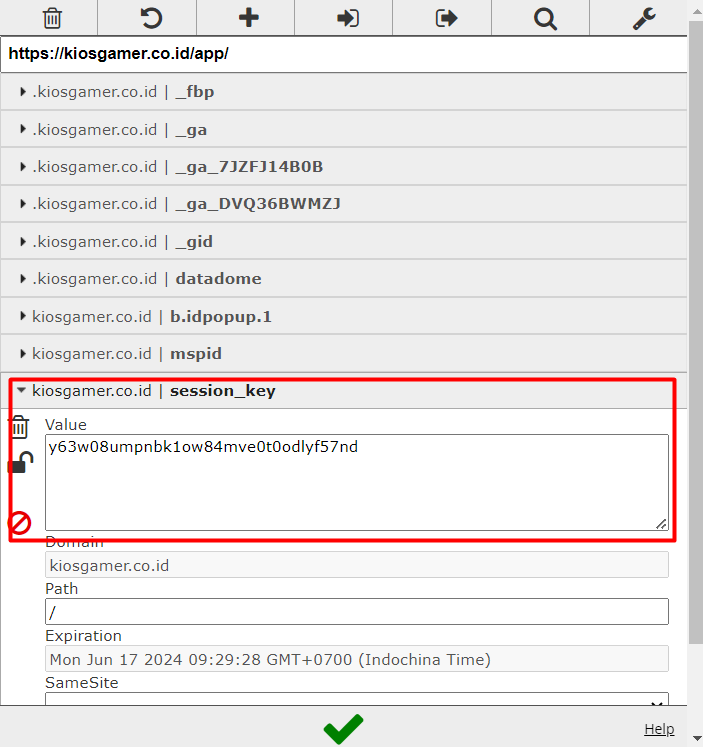 https://kiosgamer.co.id/app/
.kiosgamer.co.id | _fbp
.kiosgamer.co.id | _ga
.kiosgamer.co.id | _ga_7JZFJ14B0B
.kiosgamer.co.id | _ga_DVQ36BWMZJ
.kiosgamer.co.id | _gid
.kiosgamer.co.id | datadome
kiosgamer.co.id | b.idpopup.1
kiosgamer.co.id | mspid
kiosgamer.co.id | session_key
Value
y63w08umpnbk1ow84mve0t0odlyf57nd
Domain
kiosgamer.co.id
Path
/
Expiration
Mon Jun 17 2024 09:29:28 GMT+0700 (Indochina Time)
SameSite
Help